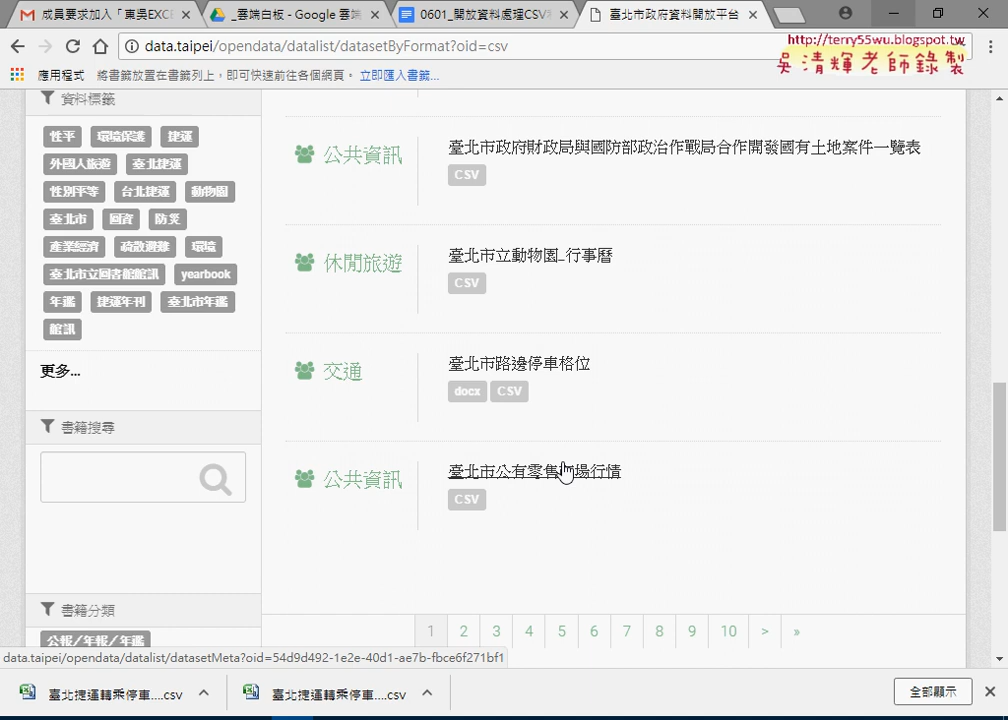 成員要求加入「東吳EXC
_雲端白板 - Google 雲端
0601_開放資料處理CSV
臺北市政府資料開放平台
data.taipei/opendata/datalist/datasetByFormat?oid=csv
http://terry55wu.blogspot.tw
吳清輝老師錄製
應用程式 將書籤放置在書籤列上，即可快速前往各個網頁。 立即匯入書籤...
資料標籤
性平 環境保護 捷運
外國人旅遊 臺北捷運
性別平等 台北捷運 動物園
臺北市 回資 防災
產業經濟 疏散避難 環境
臺北市立圖書館館訊 yearbook
年鑑 捷運年刊 臺北市年鑑
館訊
更多...
書籍搜尋
書籍分類
公報/年報/年鑑
公共資訊
臺北市政府財政局與國防部政治作戰局合作開發國有土地案件一覽表
CSV
休閒旅遊
臺北市立動物園_行事曆
CSV
交通
臺北市路邊停車格位
docx CSV
公共資訊
臺北市公有零售市場行情
CSV
1 2 3 4 5 6 7 8 9 10 > »
data.taipei/opendata/datalist/datasetMeta?oid=54d9d492-1e2e-40d1-ae7b-fbce6f271bf1
臺北捷運轉乘停車....csv
臺北捷運轉乘停車....csv
全部顯示